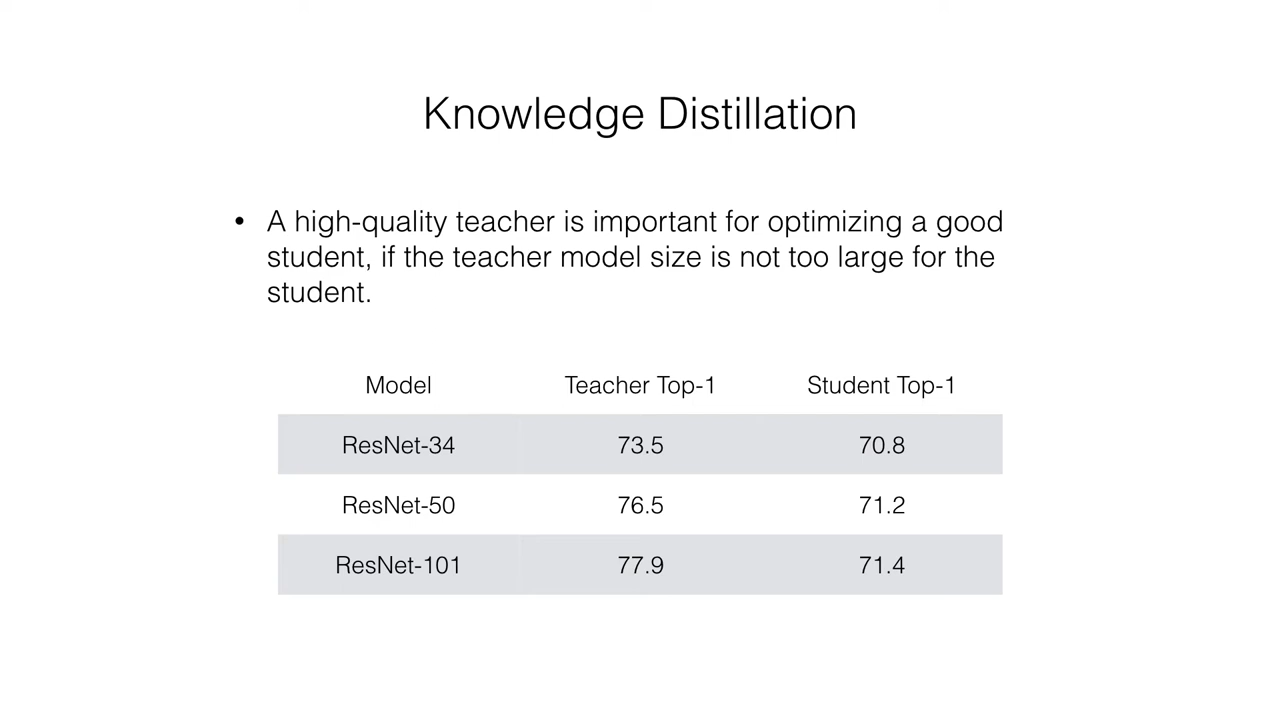 Knowledge Distillation
• A high-quality teacher is important for optimizing a good
student, if the teacher model size is not too large for the
student.
Model Teacher Top-1 Student Top-1
ResNet-34 73.5 70.8
ResNet-50 76.5 71.2
ResNet-101 77.9 71.4